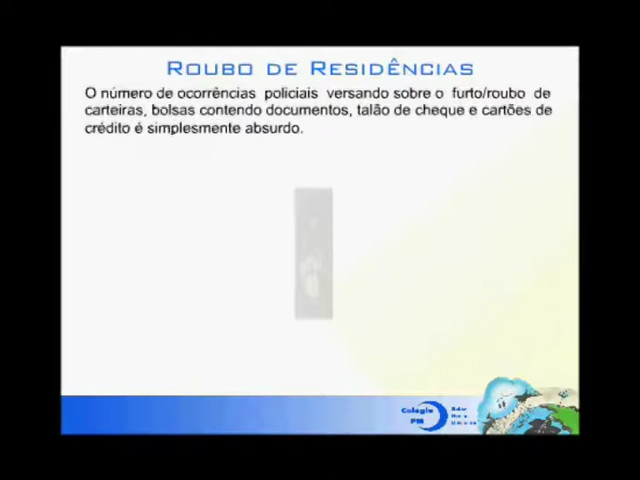 ROUBO DE RESIDÊNCIAS
O número de ocorrências policiais versando sobre o furto/roubo de
carteiras, bolsas contendo documentos, talão de cheque e cartões de
crédito é simplesmente absurdo.
Colégio
PM